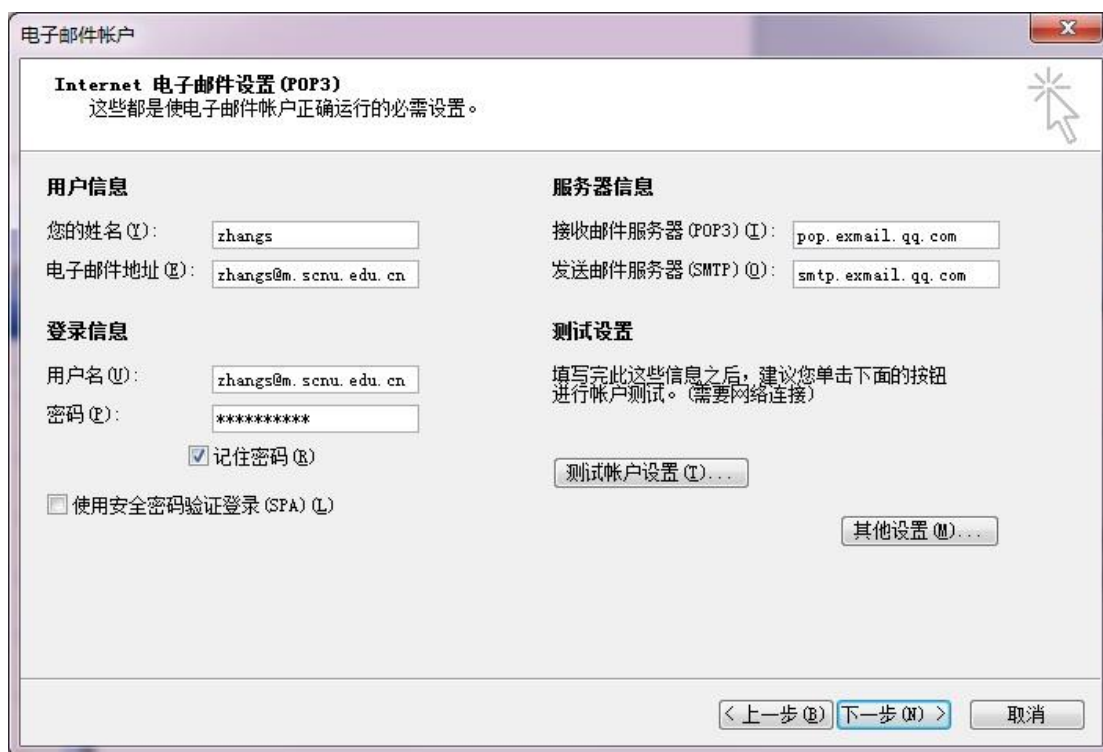 电子邮件帐户
Internet 电子邮件设置(POP3)
这些都是使电子邮件帐户正确运行的必需设置。
用户信息
您的姓名(Y):
zhangs
电子邮件地址(E):
zhangs@m.scnu.edu.cn
登录信息
用户名(U):
zhangs@m.scnu.edu.cn
密码(P):
**********
记住密码(R)
使用安全密码验证登录(SPA)(L)
服务器信息
接收邮件服务器(POP3)(I):
pop.exmail.qq.com
发送邮件服务器(SMTP)(O):
smtp.exmail.qq.com
测试设置
填写完此这些信息之后，建议您单击下面的按钮
进行帐户测试。(需要网络连接)
测试帐户设置(T)...
其他设置(M)...
< 上一步(B)
下一步(N) >
取消